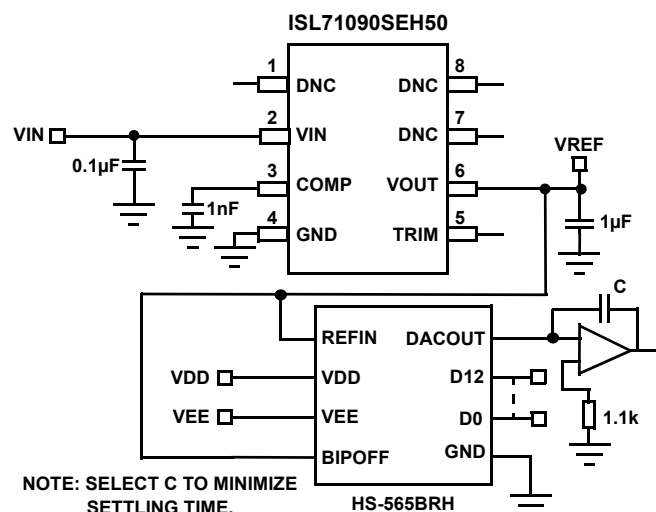 ISL71090SEH50
1 DNC DNC 8
VIN 2 VIN DNC 7
VREF
0.1µF
3 COMP VOUT 6
1nF
4 GND TRIM 5
1µF
C
REFIN DACOUT
VDD VDD D12
VEE VEE D0
1.1k
BIPOFF GND
NOTE: SELECT C TO MINIMIZE
SETTLING TIME.
HS-565BRH